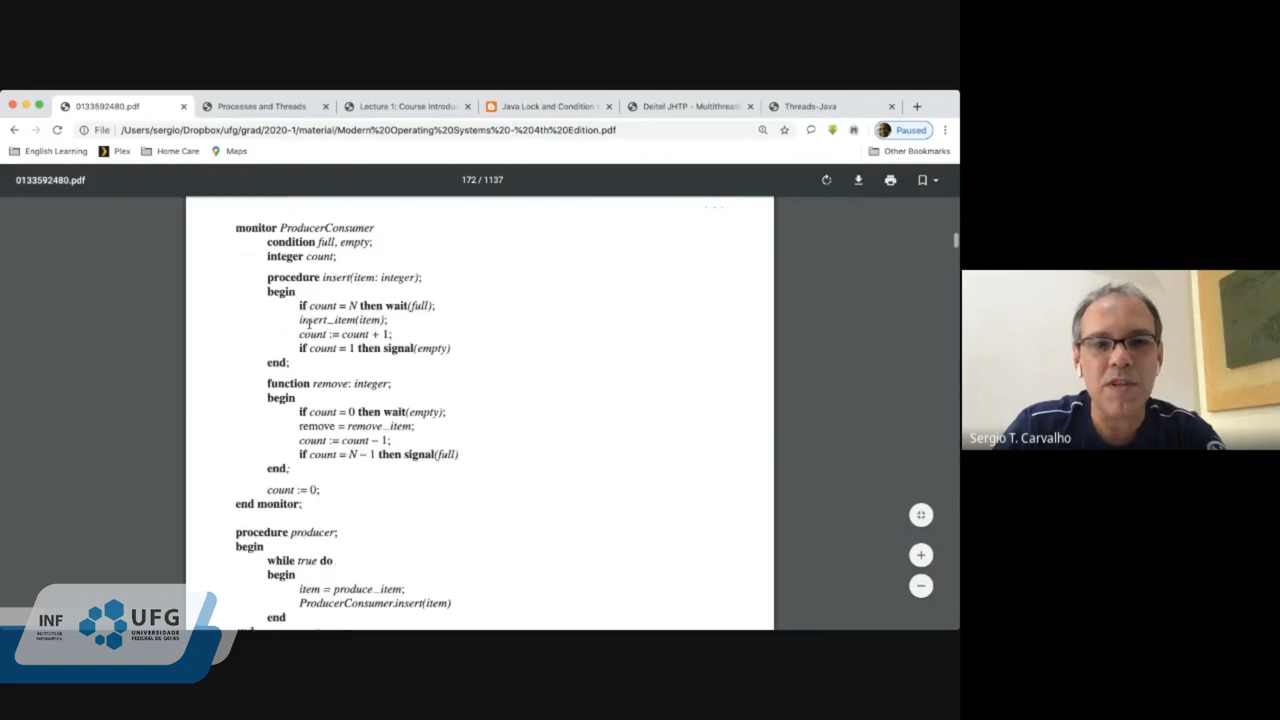 0133592480.pdf
Processes and Threads
Lecture 1: Course Introdu
Java Lock and Condition
Deitel JHTP - Multithread
Threads-Java
File
/Users/sergio/Dropbox/ufg/grad/2020-1/material/Modern%20Operating%20Systems%20-%204th%20Edition.pdf
Paused
English Learning
Plex
Home Care
Maps
Other Bookmarks
0133592480.pdf
172 / 1137
monitor ProducerConsumer
condition full, empty;
integer count;
procedure insert(item: integer);
begin
if count = N then wait(full);
insert_item(item);
count := count + 1;
if count = 1 then signal(empty)
end;
function remove: integer;
begin
if count = 0 then wait(empty);
remove = remove_item;
count := count − 1;
if count = N − 1 then signal(full)
end;
count := 0;
end monitor;
procedure producer;
begin
while true do
begin
item = produce_item;
ProducerConsumer.insert(item)
end
Sergio T. Carvalho
INF
INSTITUTO DE
INFORMÁTICA
UFG
UNIVERSIDADE
FEDERAL DE GOIÁS